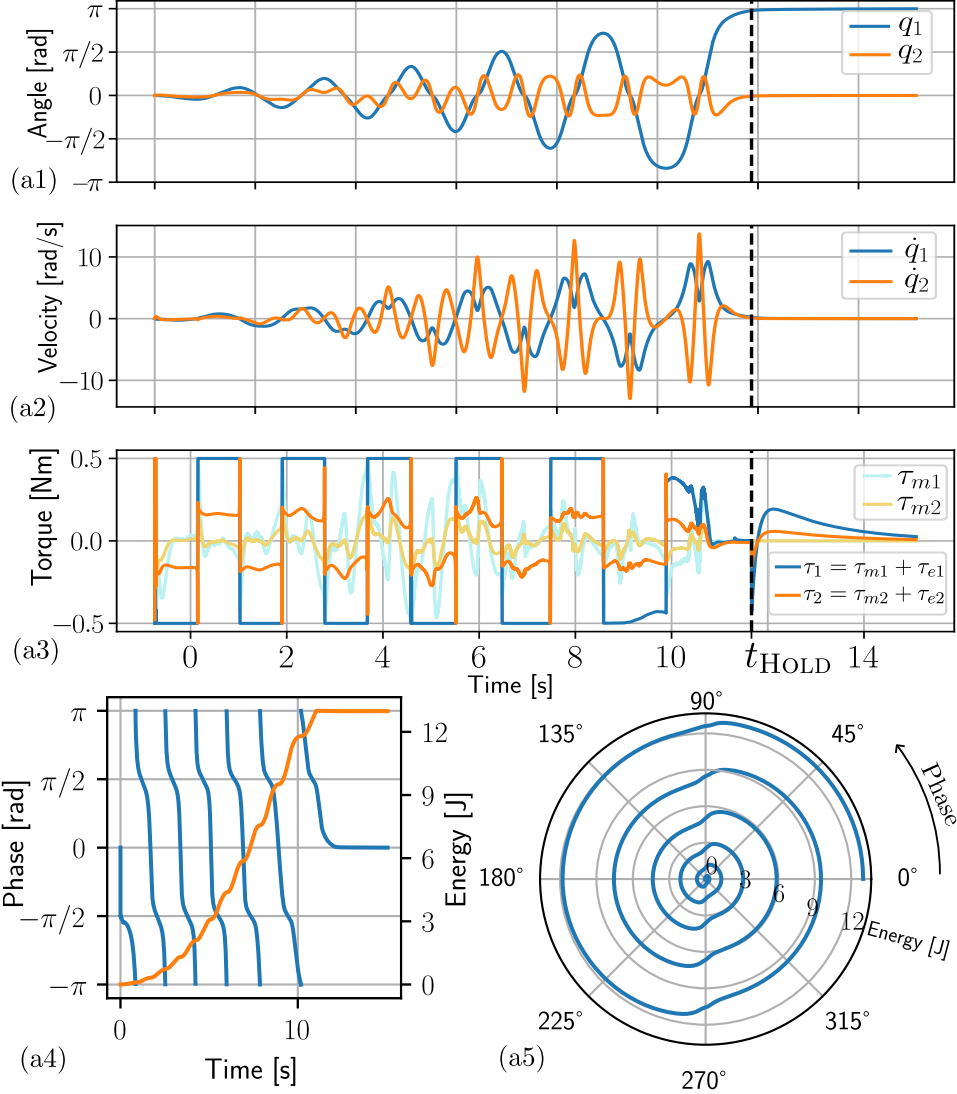 π
π/2
0
−π/2
−π
Angle [rad]
q1
q2
(a1)
10
0
−10
Velocity [rad/s]
q̇1
q̇2
(a2)
0.5
0.0
−0.5
Torque [Nm]
τm1
τm2
τ1 = τm1 + τe1
τ2 = τm2 + τe2
(a3)
0 2 4 6 8 10 tHOLD 14
Time [s]
π
π/2
0
−π/2
−π
Phase [rad]
12
9
6
3
0
Energy [J]
0 10
Time [s]
(a4)
90°
135° 45°
Phase
180° 0°
0 3 6 9 12
Energy [J]
225° 315°
270°
(a5)